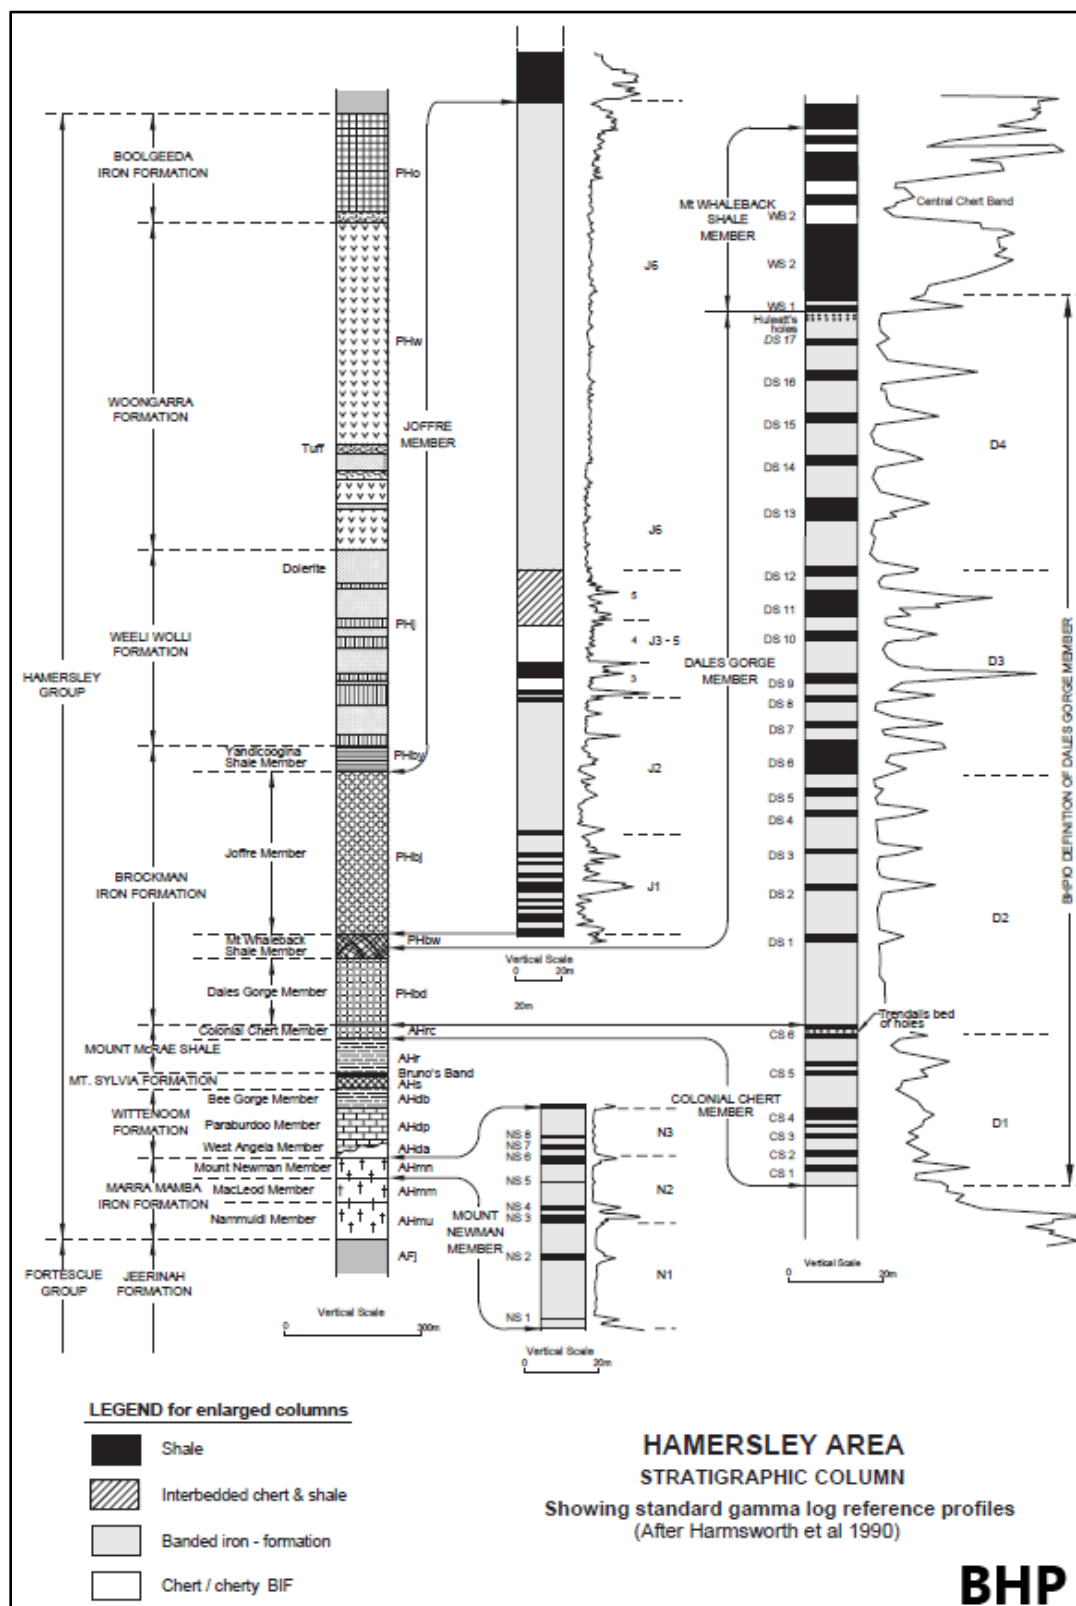 BOOLGEEDA
IRON FORMATION
WOONGARRA
FORMATION
WEELI WOLLI
FORMATION
HAMERSLEY
GROUP
BROCKMAN
IRON FORMATION
MOUNT McRAE SHALE
MT. SYLVIA FORMATION
WITTENOOM
FORMATION
MARRA MAMBA
IRON FORMATION
FORTESCUE
GROUP
JEERINAH
FORMATION
Tuff
Dolerite
Yandicoogina
Shale Member
Joffre Member
Mt Whaleback
Shale Member
Dales Gorge Member
Colonial Chert Member
Bruno's Band
Bee Gorge Member
Paraburdoo Member
West Angela Member
Mount Newman Member
MacLeod Member
Nammuldi Member
PHo
PHw
PHj
PHby
PHbj
PHbw
PHbd
AHrc
AHr
AHs
AHdb
AHdp
AHda
AHmn
AHmm
AHmu
AFj
Vertical Scale
0 300m
JOFFRE
MEMBER
J6
J6
5
4
J3 - 5
3
J2
J1
Vertical Scale
0 20m
20m
MOUNT
NEWMAN
MEMBER
NS 8
NS 7
NS 6
NS 5
NS 4
NS 3
NS 2
NS 1
N3
N2
N1
Vertical Scale
0 20m
Mt WHALEBACK
SHALE
MEMBER
DALES GORGE
MEMBER
COLONIAL CHERT
MEMBER
WB 2
WS 2
WS 1
Huleatt's
holes
DS 17
DS 16
DS 15
DS 14
DS 13
DS 12
DS 11
DS 10
DS 9
DS 8
DS 7
DS 6
DS 5
DS 4
DS 3
DS 2
DS 1
CS 6
CS 5
CS 4
CS 3
CS 2
CS 1
Central Chert Band
D4
D3
D2
Trendalls bed
of holes
D1
BHPIO DEFINITION OF DALES GORGE MEMBER
Vertical Scale
0 20m
LEGEND for enlarged columns
Shale
Interbedded chert & shale
Banded iron - formation
Chert / cherty BIF
HAMERSLEY AREA
STRATIGRAPHIC COLUMN
Showing standard gamma log reference profiles
(After Harmsworth et al 1990)
BHP